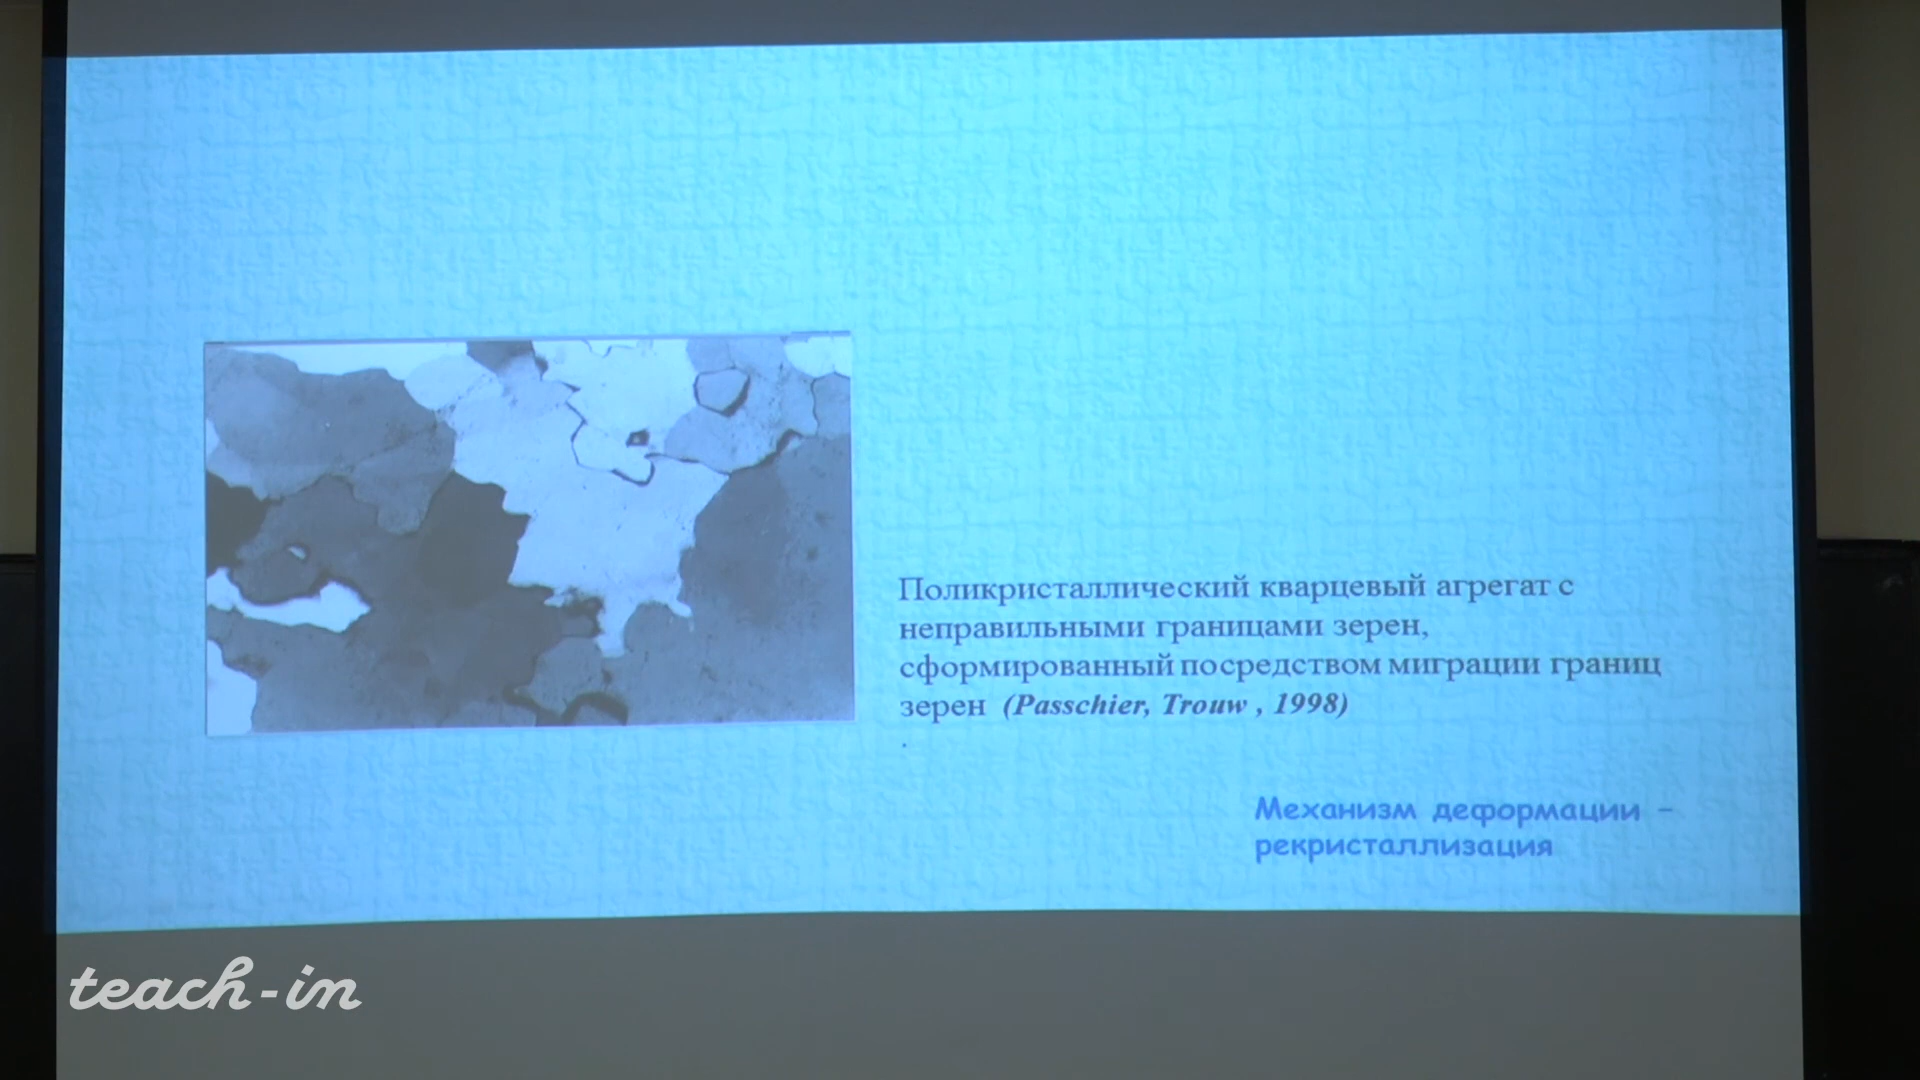 Поликристаллический кварцевый агрегат с
неправильными границами зерен,
сформированный посредством миграции границ
зерен (Passchier, Trouw , 1998)
.
Механизм деформации –
рекристаллизация
teach-in